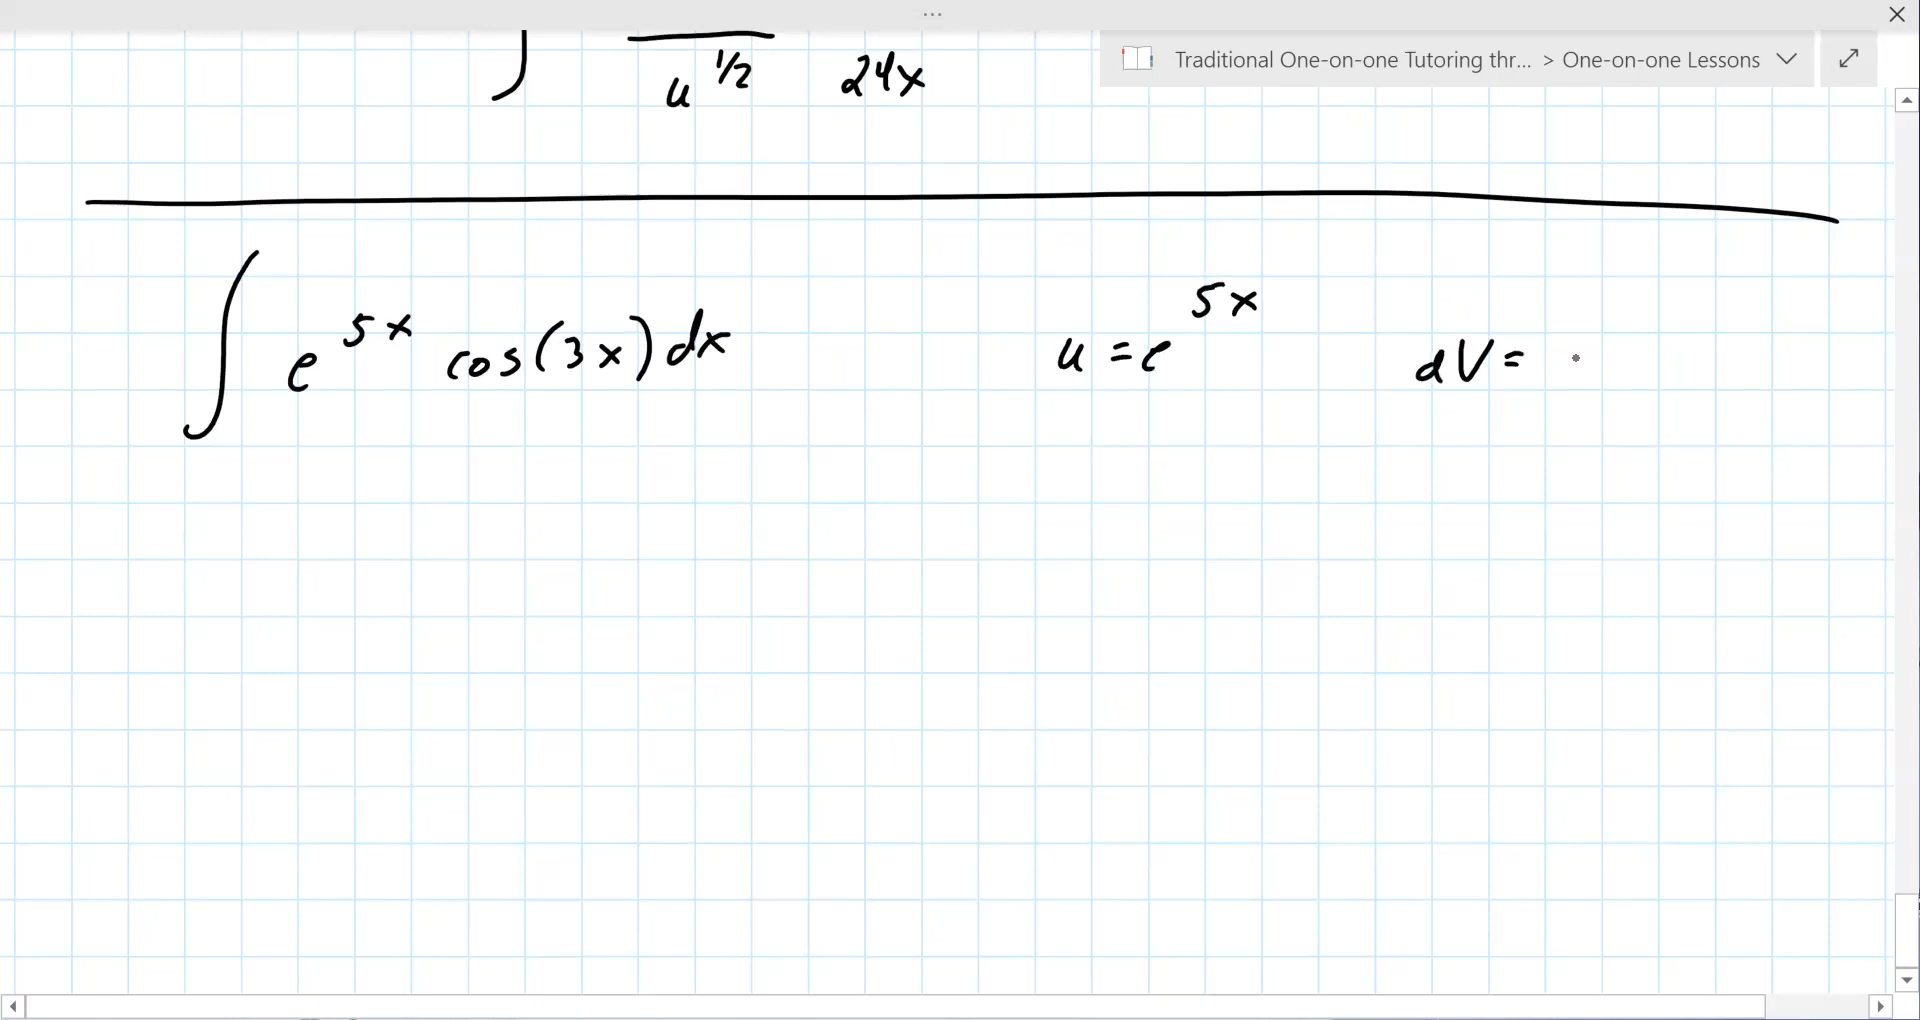 ...
Traditional One-on-one Tutoring thr... > One-on-one Lessons
∫ u^1/2 24x
∫ e^5x cos(3x) dx u = e^5x dV =